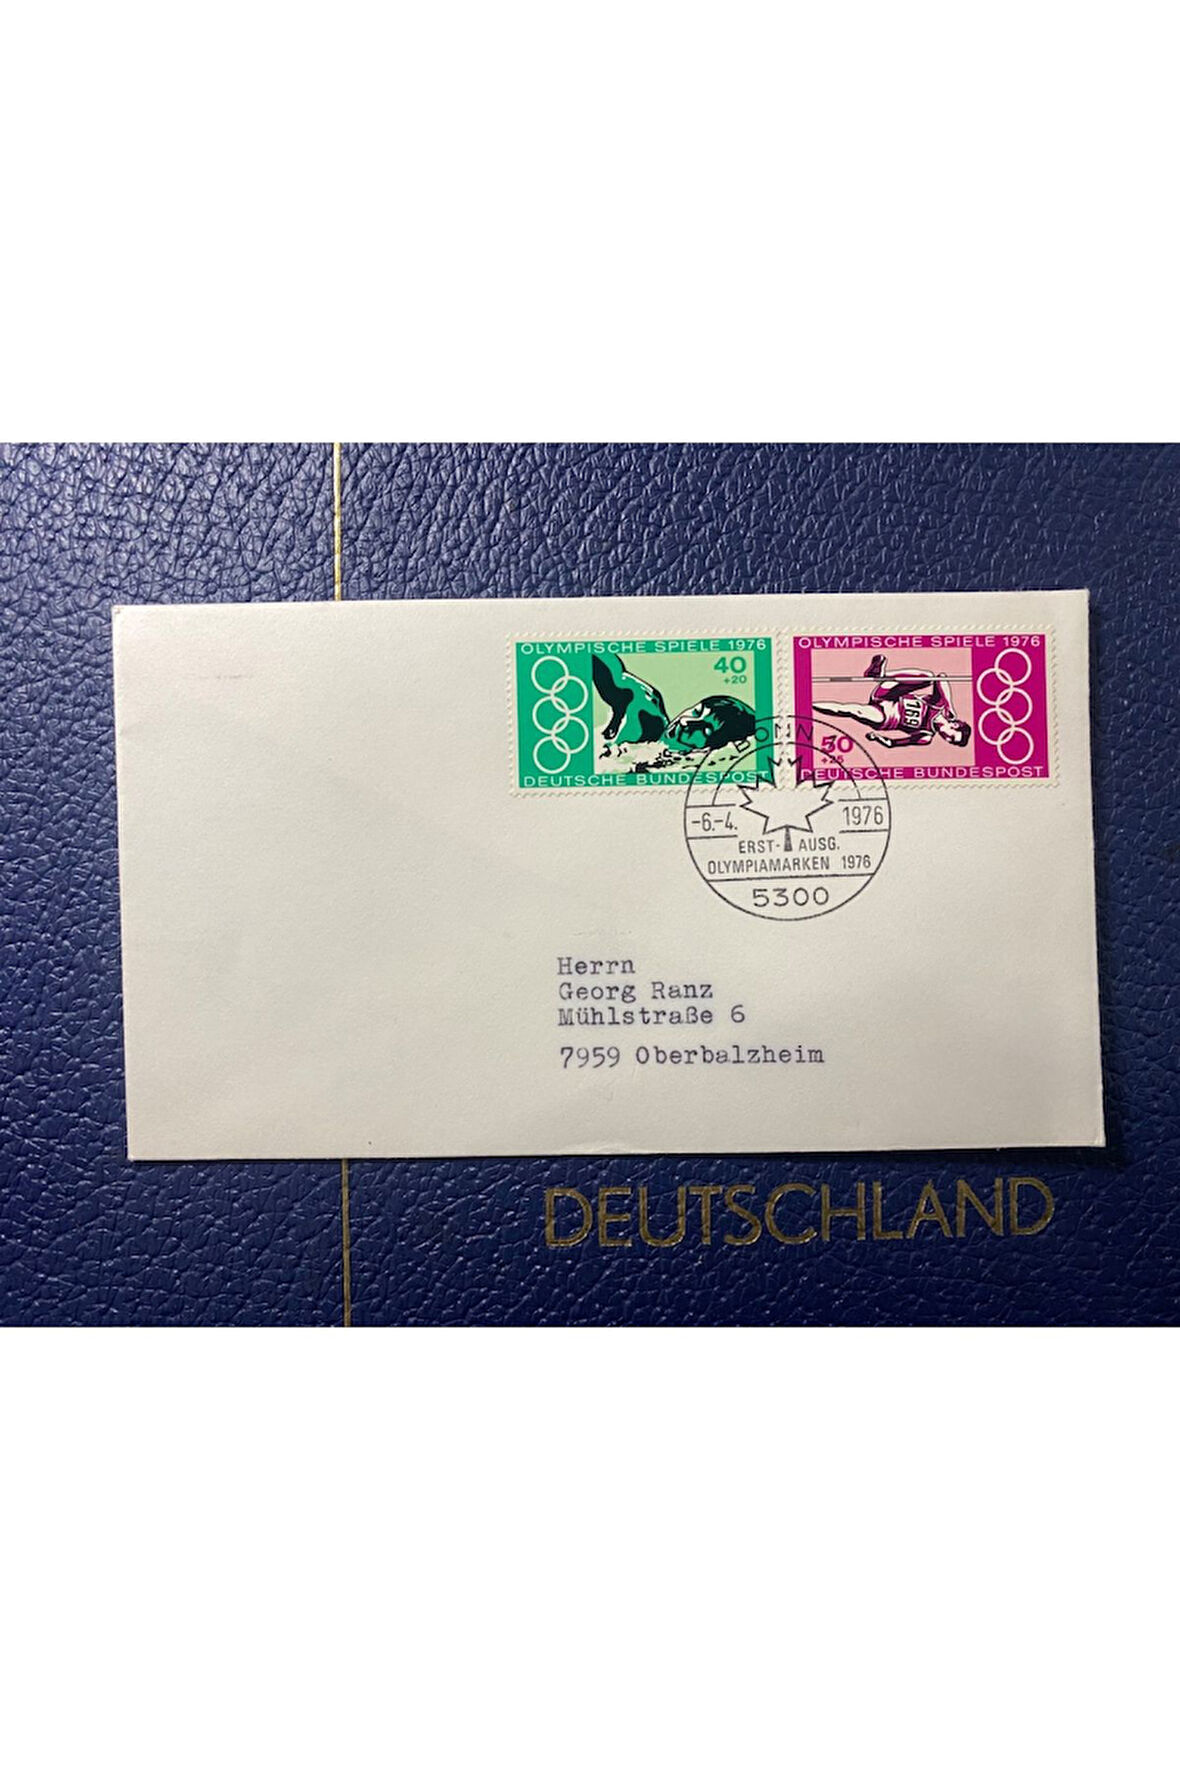 OLYMPISCHE SPIELE 1976
40
+20
DEUTSCHE BUNDESPOST
OLYMPISCHE SPIELE 1976
169
50
+25
DEUTSCHE BUNDESPOST
BONN
-6.-4. 1976
ERST- AUSG.
OLYMPIAMARKEN 1976
5300
Herrn
Georg Ranz
Mühlstraße 6
7959 Oberbalzheim
DEUTSCHLAND